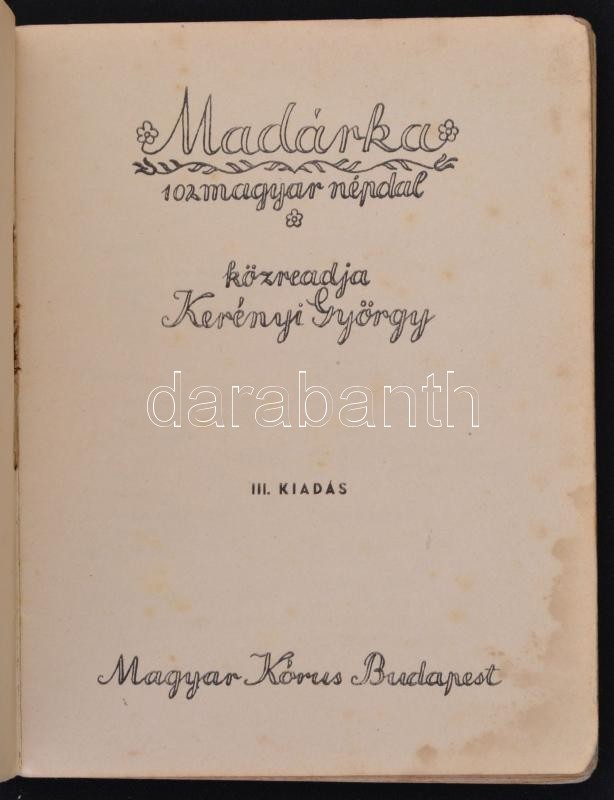 Madárka
102 magyar népdal
közreadja
Kerényi György
darabanth
III. KIADÁS
Magyar Kórus Budapest